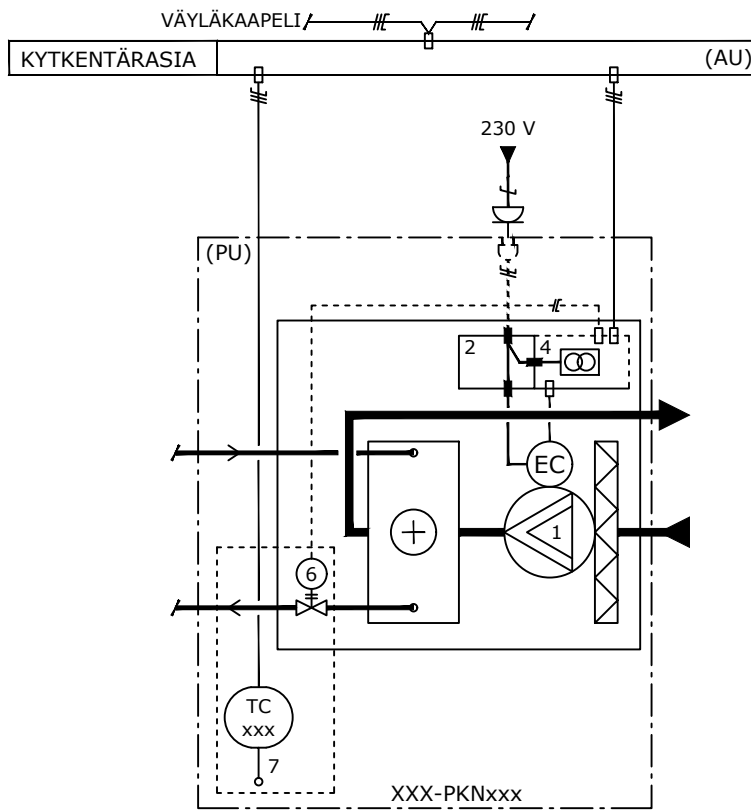 VÄYLÄKAAPELI
KYTKENTÄRASIA
(AU)
230 V
(PU)
2
4
EC
1
6
TC
xxx
7
XXX-PKNxxx